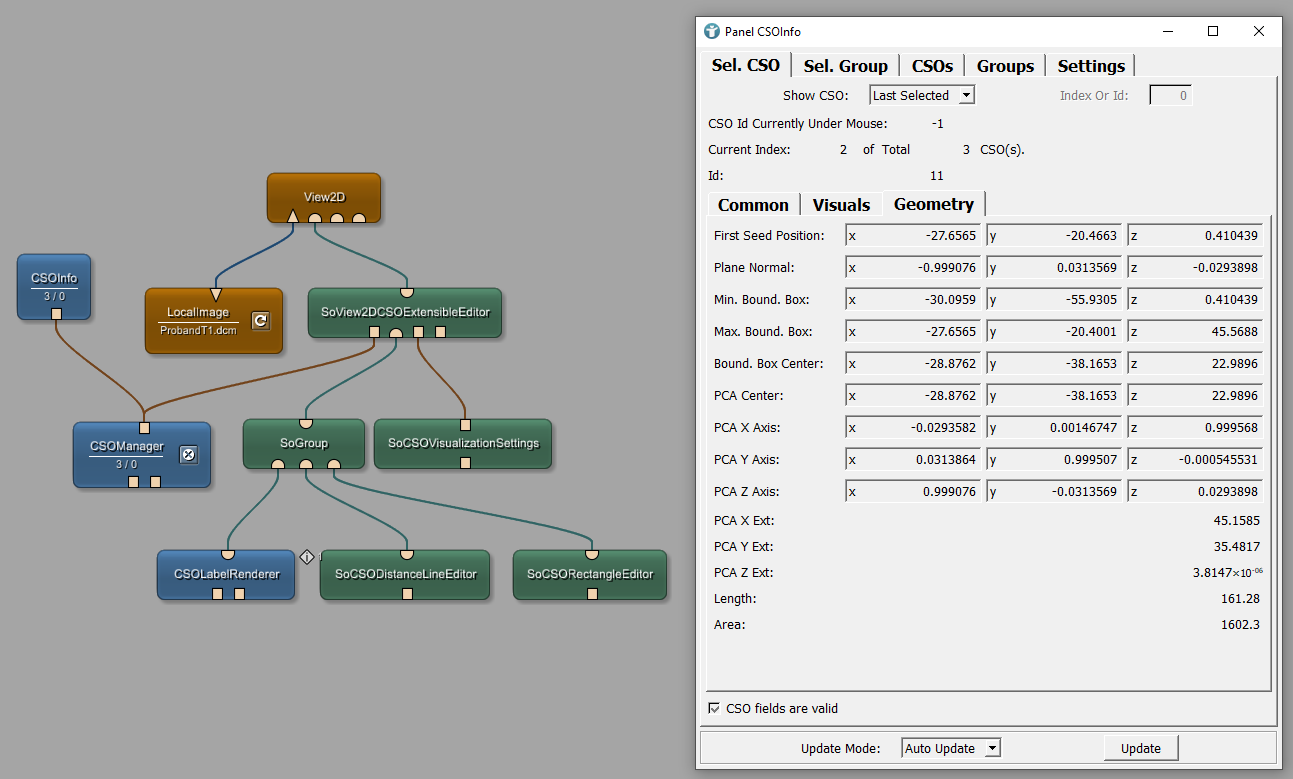 View2D
CSOInfo
3 / 0
LocalImage
ProbandT1.dcm
SoView2DCSOExtensibleEditor
CSOManager
3 / 0
SoGroup
SoCSOVisualizationSettings
CSOLabelRenderer
SoCSODistanceLineEditor
SoCSORectangleEditor
Panel CSOInfo
Sel. CSO Sel. Group CSOs Groups Settings
Show CSO: Last Selected Index Or Id: 0
CSO Id Currently Under Mouse: -1
Current Index: 2 of Total 3 CSO(s).
Id: 11
Common Visuals Geometry
First Seed Position: x -27.6565 y -20.4663 z 0.410439
Plane Normal: x -0.999076 y 0.0313569 z -0.0293898
Min. Bound. Box: x -30.0959 y -55.9305 z 0.410439
Max. Bound. Box: x -27.6565 y -20.4001 z 45.5688
Bound. Box Center: x -28.8762 y -38.1653 z 22.9896
PCA Center: x -28.8762 y -38.1653 z 22.9896
PCA X Axis: x -0.0293582 y 0.00146747 z 0.999568
PCA Y Axis: x 0.0313864 y 0.999507 z -0.000545531
PCA Z Axis: x 0.999076 y -0.0313569 z 0.0293898
PCA X Ext: 45.1585
PCA Y Ext: 35.4817
PCA Z Ext: 3.8147×10⁻⁰⁶
Length: 161.28
Area: 1602.3
CSO fields are valid
Update Mode: Auto Update Update